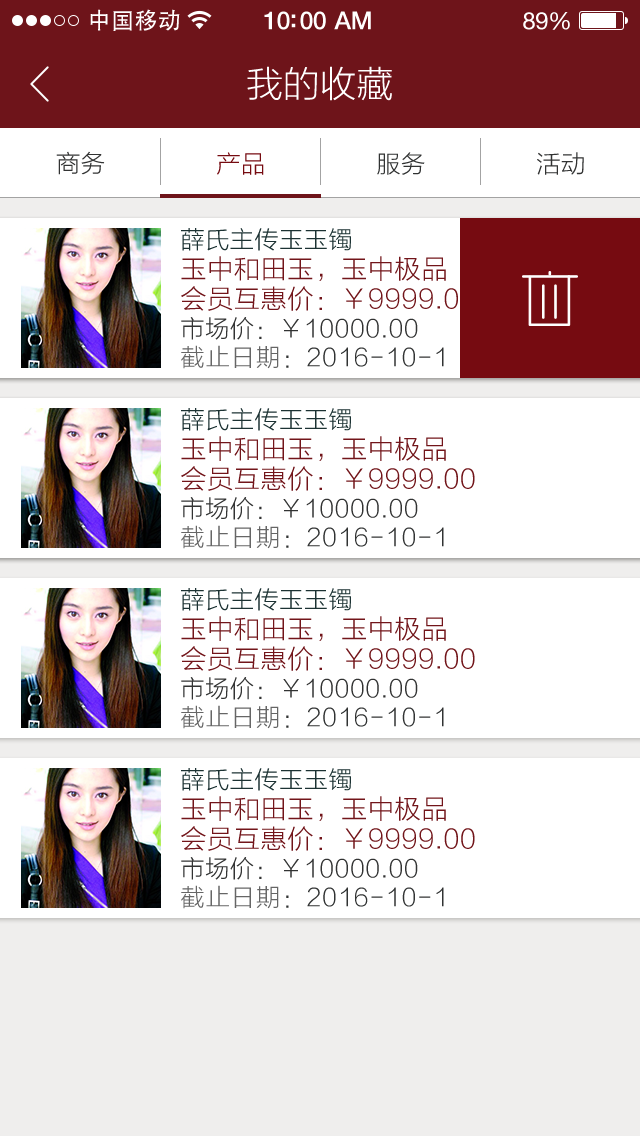 中国移动 10:00 AM 89%
我的收藏
商务 产品 服务 活动
薛氏主传玉玉镯
玉中和田玉，玉中极品
会员互惠价：￥9999.0
市场价：￥10000.00
截止日期：2016-10-1
薛氏主传玉玉镯
玉中和田玉，玉中极品
会员互惠价：￥9999.00
市场价：￥10000.00
截止日期：2016-10-1
薛氏主传玉玉镯
玉中和田玉，玉中极品
会员互惠价：￥9999.00
市场价：￥10000.00
截止日期：2016-10-1
薛氏主传玉玉镯
玉中和田玉，玉中极品
会员互惠价：￥9999.00
市场价：￥10000.00
截止日期：2016-10-1